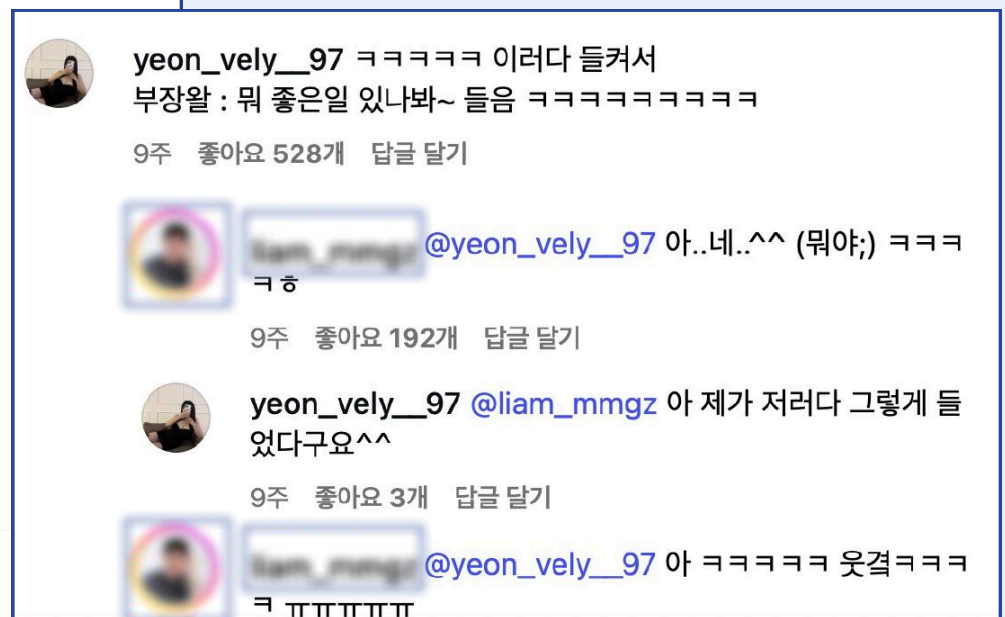 yeon_vely__97 ㅋㅋㅋㅋㅋ 이러다 들켜서
부장왈 : 뭐 좋은일 있나봐~ 들음 ㅋㅋㅋㅋㅋㅋㅋㅋㅋ
9주 좋아요 528개 답글 달기
@yeon_vely__97 아..네..^^ (뭐야;) ㅋㅋㅋ
ㅋㅎ
9주 좋아요 192개 답글 달기
yeon_vely__97 @liam_mmgz 아 제가 저러다 그렇게 들
었다구요^^
9주 좋아요 3개 답글 달기
@yeon_vely__97 아 ㅋㅋㅋㅋㅋ 웃겤ㅋㅋㅋ
ㅋ ㅠㅠㅠㅠㅠ